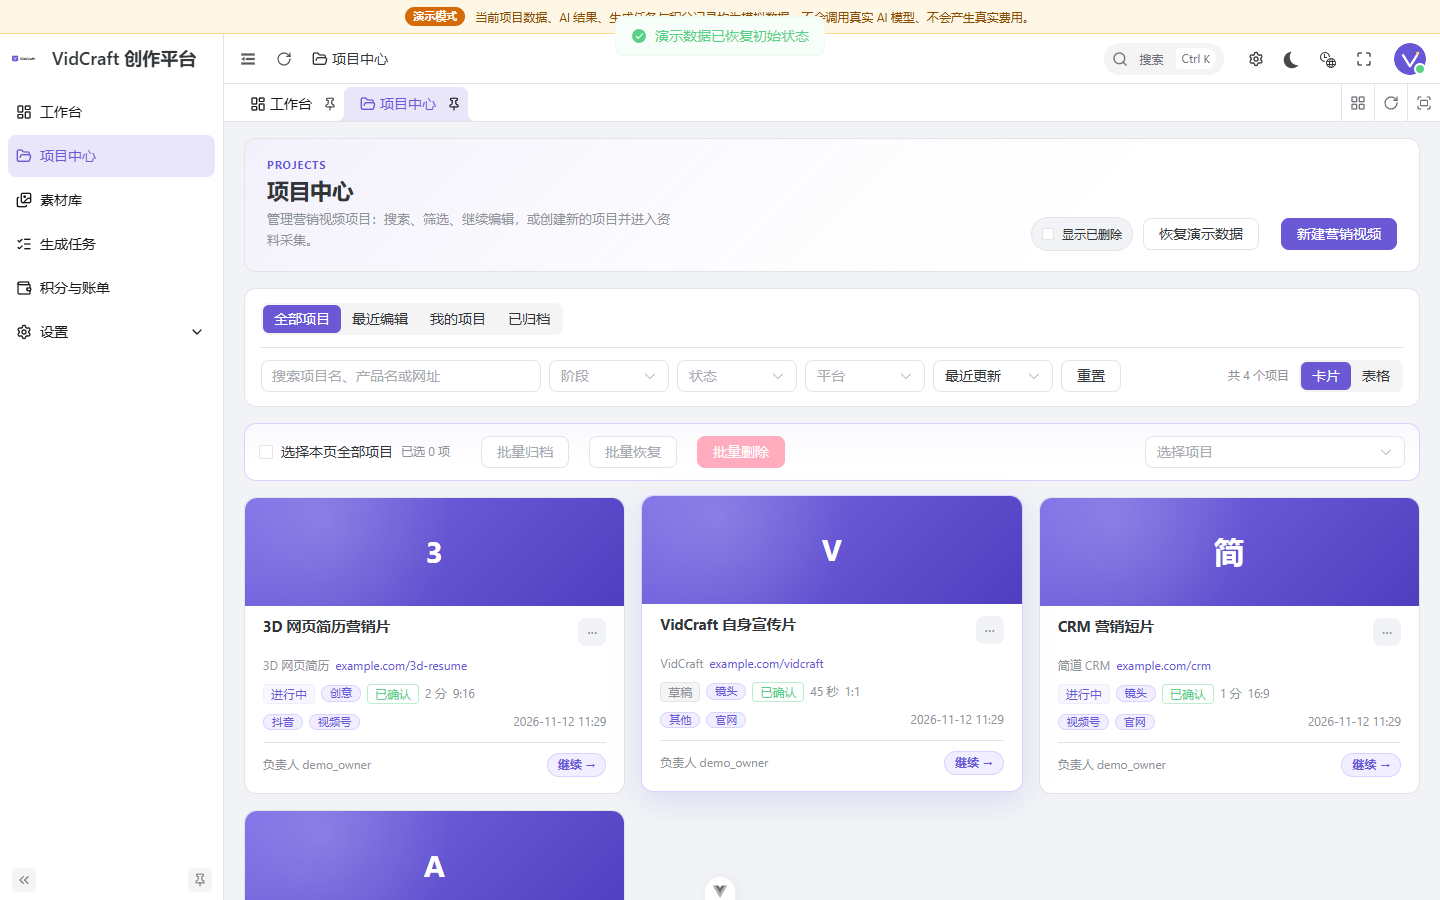 演示模式 当前项目数据、AI 结果、生成任务与积分记录均为模拟数据，不会调用真实 AI 模型、不会产生真实费用。
演示数据已恢复初始状态
VidCraft 创作平台
项目中心
搜索 Ctrl K
工作台
项目中心
工作台
项目中心
素材库
生成任务
积分与账单
设置
PROJECTS
项目中心
管理营销视频项目：搜索、筛选、继续编辑，或创建新的项目并进入资
料采集。
显示已删除
恢复演示数据
新建营销视频
全部项目 最近编辑 我的项目 已归档
搜索项目名、产品名或网址 阶段 状态 平台 最近更新 重置 共 4 个项目 卡片 表格
选择本页全部项目 已选 0 项 批量归档 批量恢复 批量删除 选择项目
3
3D 网页简历营销片
...
3D 网页简历 example.com/3d-resume
进行中 创意 已确认 2 分 9:16
抖音 视频号 2026-11-12 11:29
负责人 demo_owner 继续 →
V
VidCraft 自身宣传片
...
VidCraft example.com/vidcraft
草稿 镜头 已确认 45 秒 1:1
其他 官网 2026-11-12 11:29
负责人 demo_owner 继续 →
简
CRM 营销短片
...
简道 CRM example.com/crm
进行中 镜头 已确认 1 分 16:9
视频号 官网 2026-11-12 11:29
负责人 demo_owner 继续 →
A